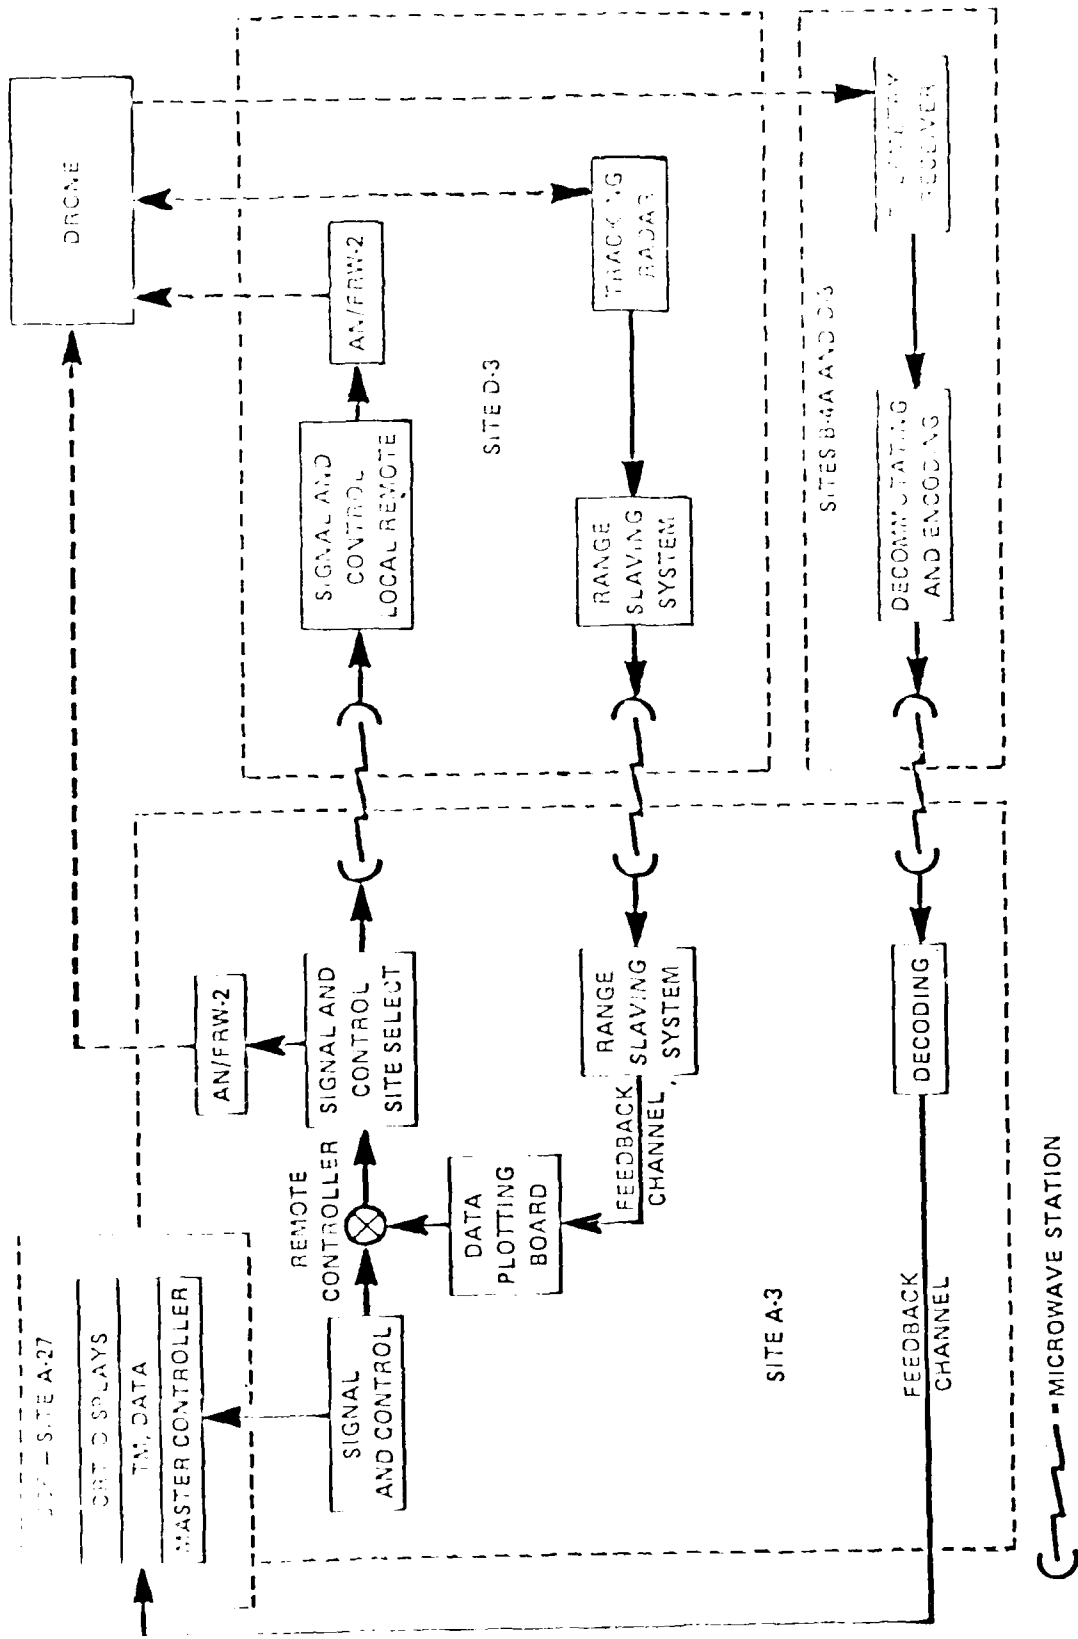 SITE A-27
CRT DISPLAYS
TM, DATA
MASTER CONTROLLER
SIGNAL
AND CONTROL
REMOTE
CONTROLLER
AN/FRW-2
SIGNAL AND
CONTROL
SITE SELECT
DATA
PLOTTING
BOARD
FEEDBACK
CHANNEL
RANGE
SLAVING
SYSTEM
SITE A-3
FEEDBACK
CHANNEL
DECODING
DRONE
AN/FRW-2
SIGNAL AND
CONTROL
LOCAL REMOTE
SITE D-3
TRACKING
RADAR
RANGE
SLAVING
SYSTEM
SITES B-4A AND D-3
RECEIVER
DECOMMUTATING
AND ENCODING
= MICROWAVE STATION